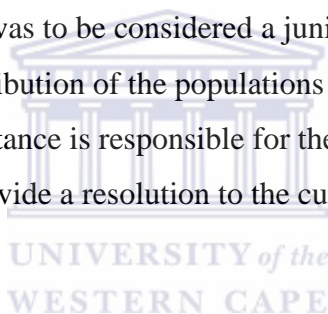 was to be considered a juni
ibution of the populations
tance is responsible for the
vide a resolution to the cu
UNIVERSITY of the
WESTERN CAPE